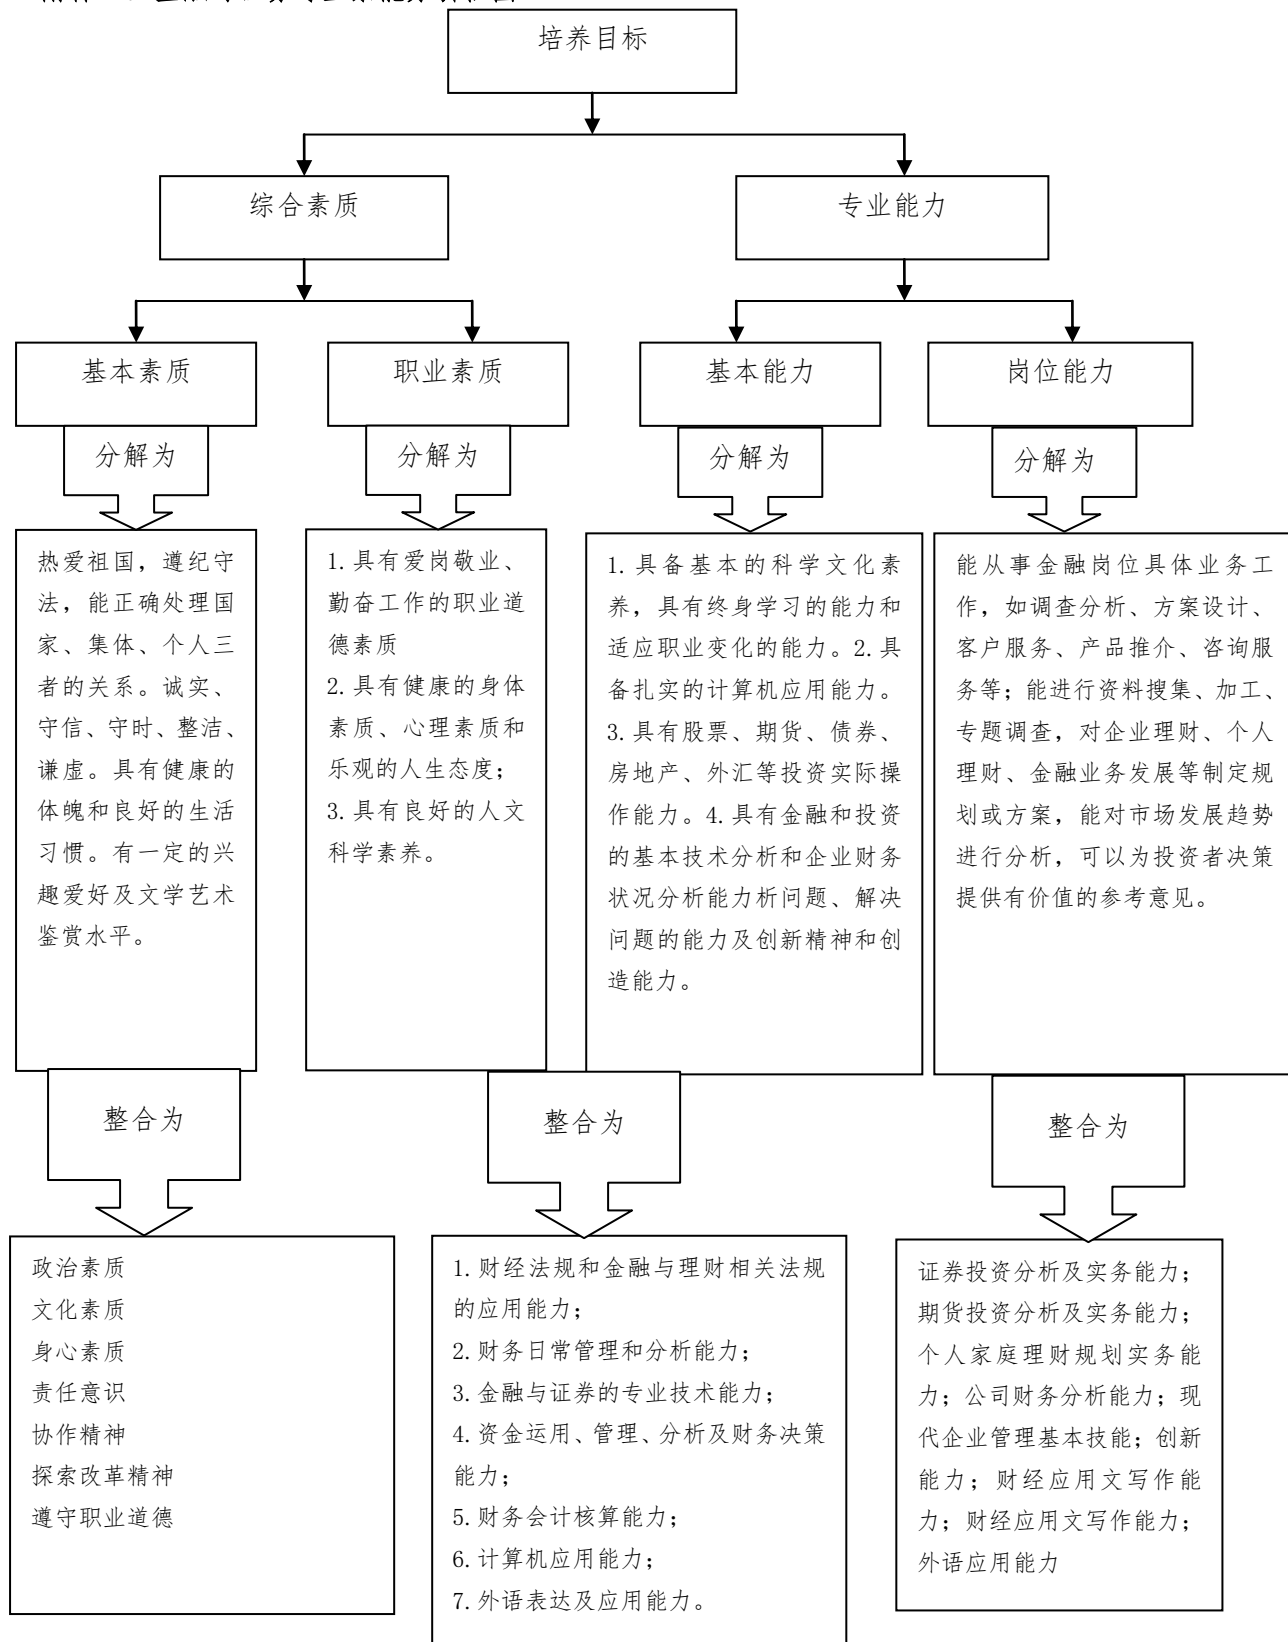 培养目标
综合素质
专业能力
基本素质
职业素质
基本能力
岗位能力
分解为
分解为
分解为
分解为
热爱祖国，遵纪守
法，能正确处理国
家、集体、个人三
者的关系。诚实、
守信、守时、整洁、
谦虚。具有健康的
体魄和良好的生活
习惯。有一定的兴
趣爱好及文学艺术
鉴赏水平。
1.具有爱岗敬业、
勤奋工作的职业道
德素质
2.具有健康的身体
素质、心理素质和
乐观的人生态度；
3.具有良好的人文
科学素养。
1.具备基本的科学文化素
养，具有终身学习的能力和
适应职业变化的能力。2.具
备扎实的计算机应用能力。
3.具有股票、期货、债券、
房地产、外汇等投资实际操
作能力。4.具有金融和投资
的基本技术分析和企业财务
状况分析能力析问题、解决
问题的能力及创新精神和创
造能力。
能从事金融岗位具体业务工
作，如调查分析、方案设计、
客户服务、产品推介、咨询服
务等；能进行资料搜集、加工、
专题调查，对企业理财、个人
理财、金融业务发展等制定规
划或方案，能对市场发展趋势
进行分析，可以为投资者决策
提供有价值的参考意见。
整合为
整合为
整合为
政治素质
文化素质
身心素质
责任意识
协作精神
探索改革精神
遵守职业道德
1.财经法规和金融与理财相关法规
的应用能力；
2.财务日常管理和分析能力；
3.金融与证券的专业技术能力；
4.资金运用、管理、分析及财务决策
能力；
5.财务会计核算能力；
6.计算机应用能力；
7.外语表达及应用能力。
证券投资分析及实务能力；
期货投资分析及实务能力；
个人家庭理财规划实务能
力；公司财务分析能力；现
代企业管理基本技能；创新
能力；财经应用文写作能
力；财经应用文写作能力；
外语应用能力